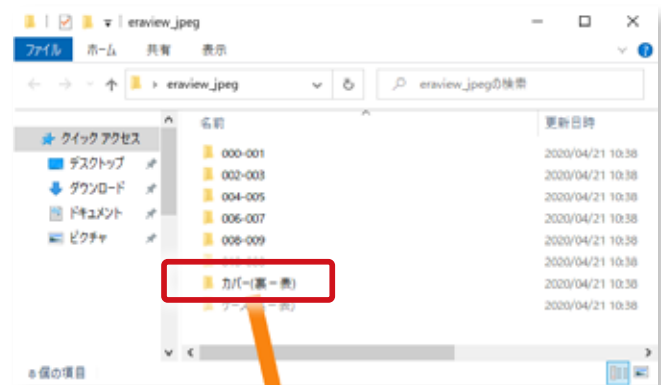 eraview_jpeg
ファイル ホーム 共有 表示
eraview_jpeg eraview_jpegの検索
名前 更新日時
クイック アクセス
デスクトップ
ダウンロード
ドキュメント
ピクチャ
000-001 2020/04/21 10:38
002-003 2020/04/21 10:38
004-005 2020/04/21 10:38
006-007 2020/04/21 10:38
008-009 2020/04/21 10:38
2020/04/21 10:38
カバー(裏－表) 2020/04/21 10:38
2020/04/21 10:38
8 個の項目